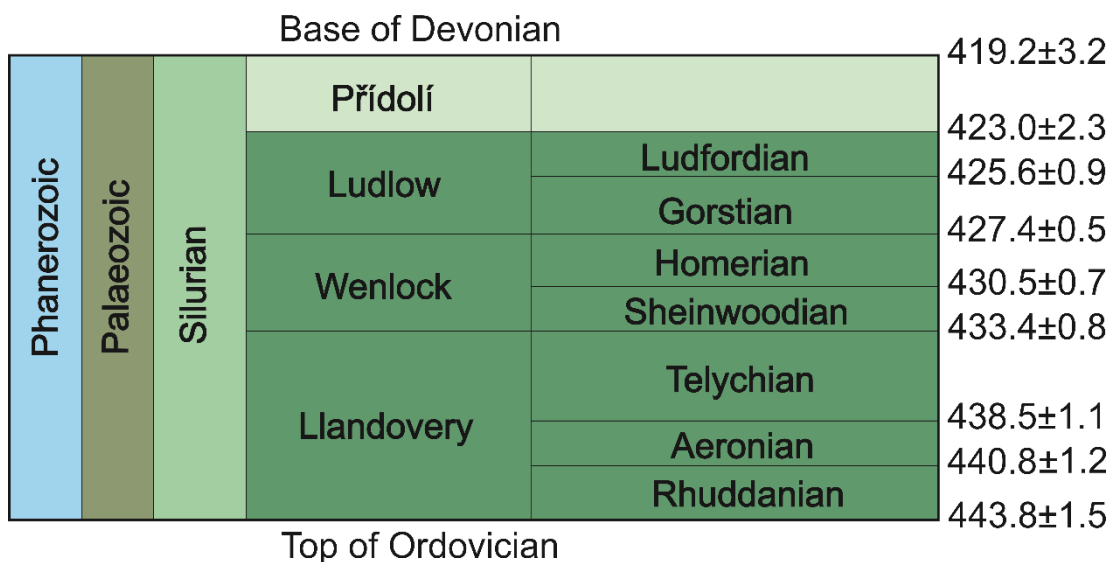 Base of Devonian
Phanerozoic
Palaeozoic
Silurian
Přídolí
Ludlow
Wenlock
Llandovery
Ludfordian
Gorstian
Homerian
Sheinwoodian
Telychian
Aeronian
Rhuddanian
419.2±3.2
423.0±2.3
425.6±0.9
427.4±0.5
430.5±0.7
433.4±0.8
438.5±1.1
440.8±1.2
443.8±1.5
Top of Ordovician